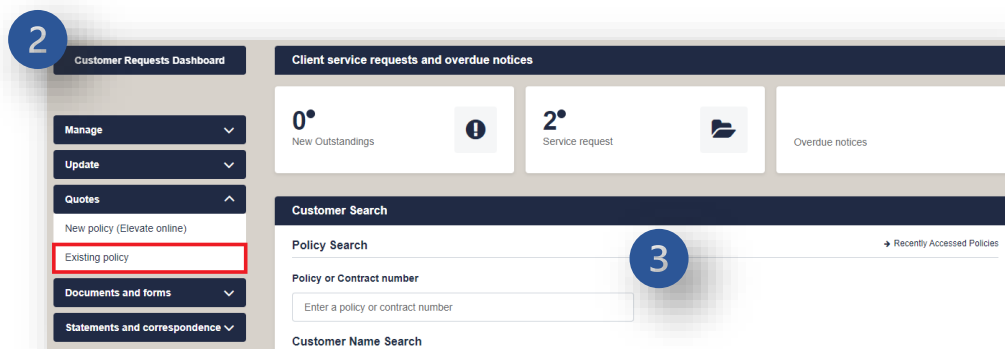 2
Customer Requests Dashboard
Client service requests and overdue notices
0
New Outstandings
2
Service request
Overdue notices
Manage
Update
Quotes
New policy (Elevate online)
Existing policy
Documents and forms
Statements and correspondence
Customer Search
Policy Search
3
Recently Accessed Policies
Policy or Contract number
Enter a policy or contract number
Customer Name Search